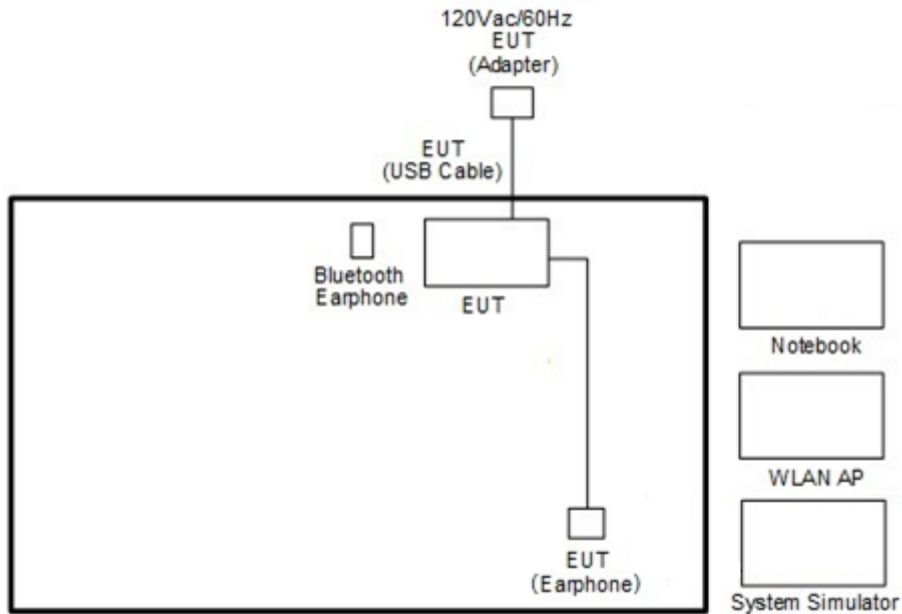 120Vac/60Hz
EUT
(Adapter)
EUT
(USB Cable)
Bluetooth
Earphone
EUT
Notebook
WLAN AP
EUT
(Earphone)
System Simulator